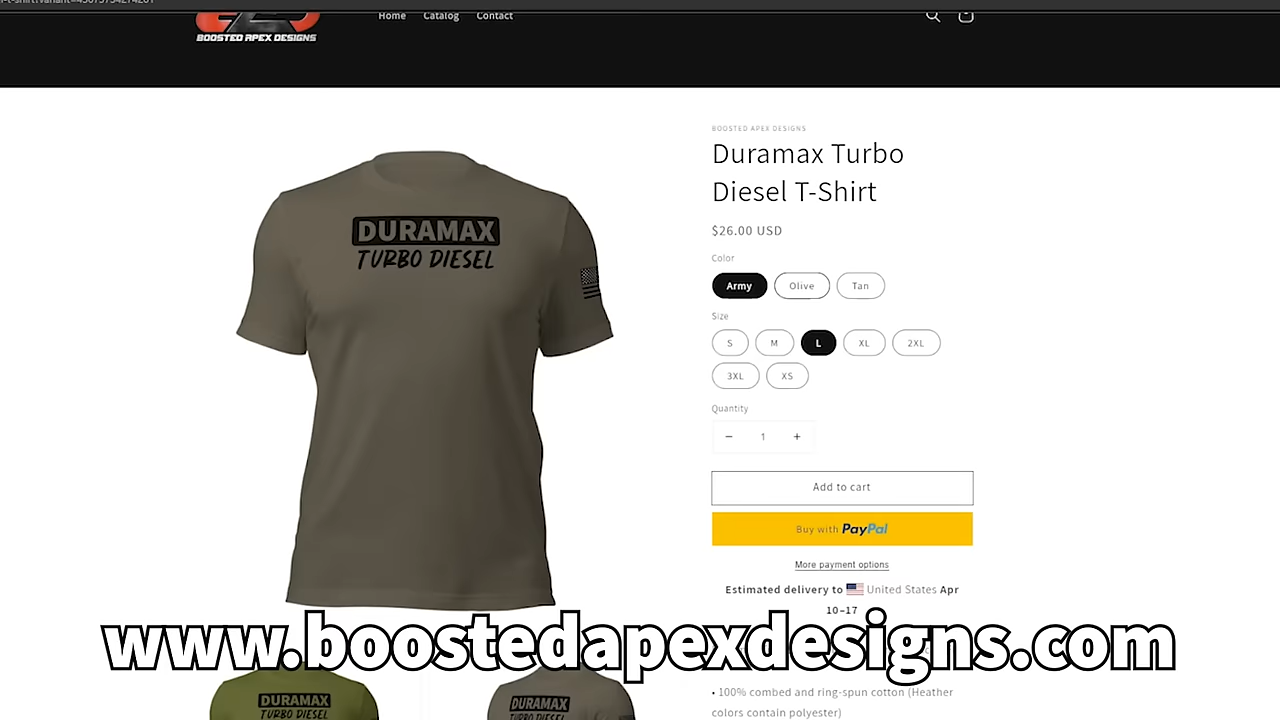 Home Catalog Contact
BOOSTED APEX DESIGNS
BOOSTED APEX DESIGNS
Duramax Turbo
Diesel T-Shirt
$26.00 USD
Color
Army Olive Tan
Size
S M L XL 2XL
3XL XS
Quantity
− 1 +
Add to cart
Buy with PayPal
More payment options
Estimated delivery to United States Apr
10–17
DURAMAX
TURBO DIESEL
www.boostedapexdesigns.com
DURAMAX
TURBO DIESEL
DURAMAX
TURBO DIESEL
• 100% combed and ring-spun cotton (Heather
colors contain polyester)